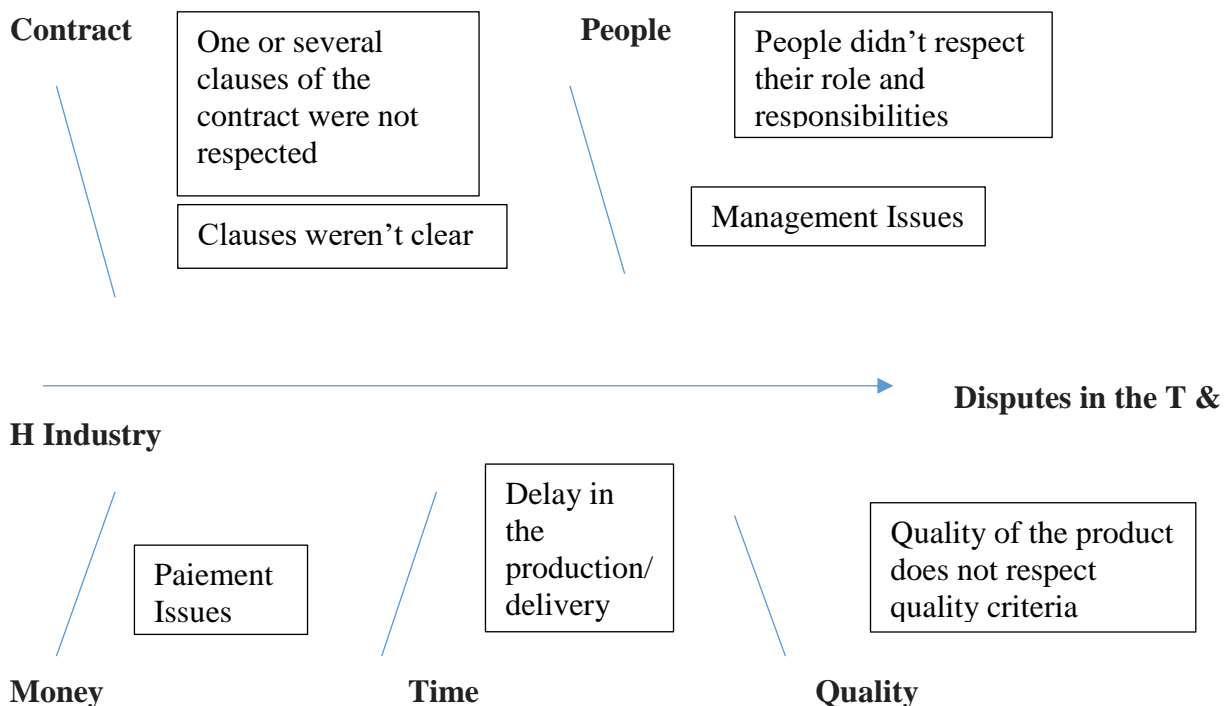 Contract
One or several
clauses of the
contract were not
respected
Clauses weren’t clear
People
People didn’t respect
their role and
responsibilities
Management Issues
Disputes in the T &
H Industry
Paiement
Issues
Delay in
the
production/
delivery
Quality of the product
does not respect
quality criteria
Money
Time
Quality